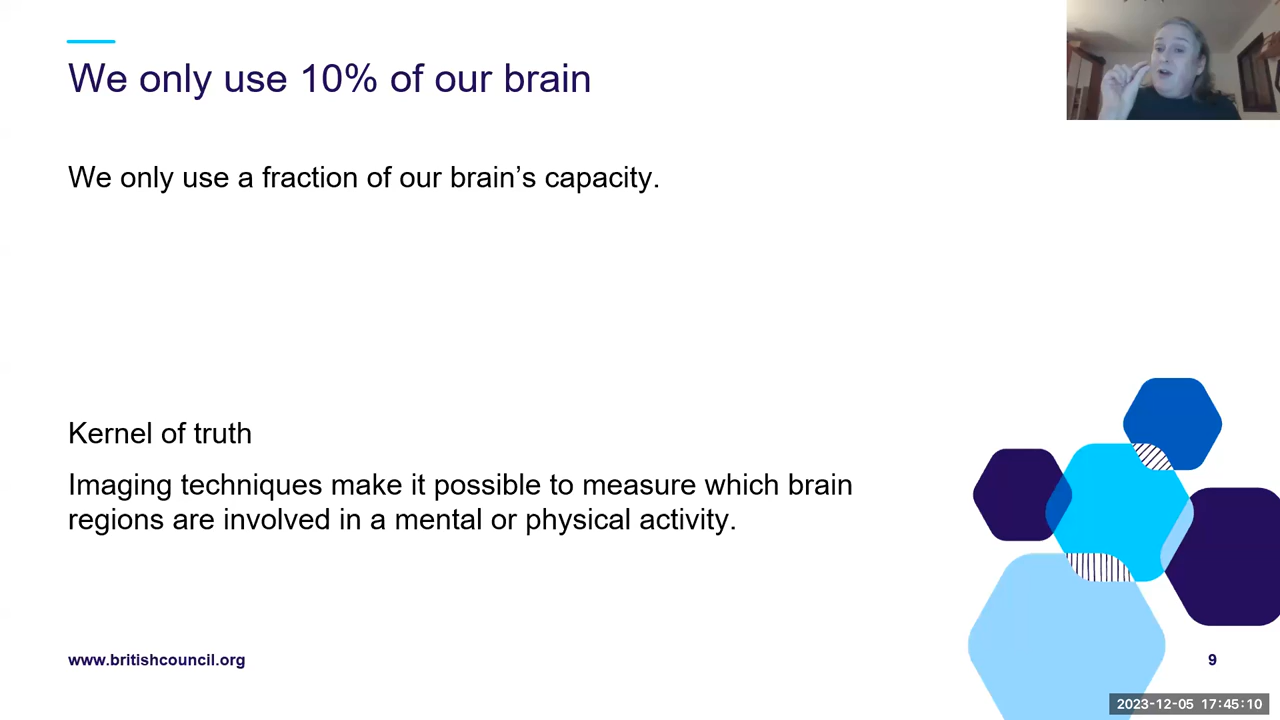 We only use 10% of our brain
We only use a fraction of our brain’s capacity.
Kernel of truth
Imaging techniques make it possible to measure which brain
regions are involved in a mental or physical activity.
www.britishcouncil.org
9
2023-12-05 17:45:10